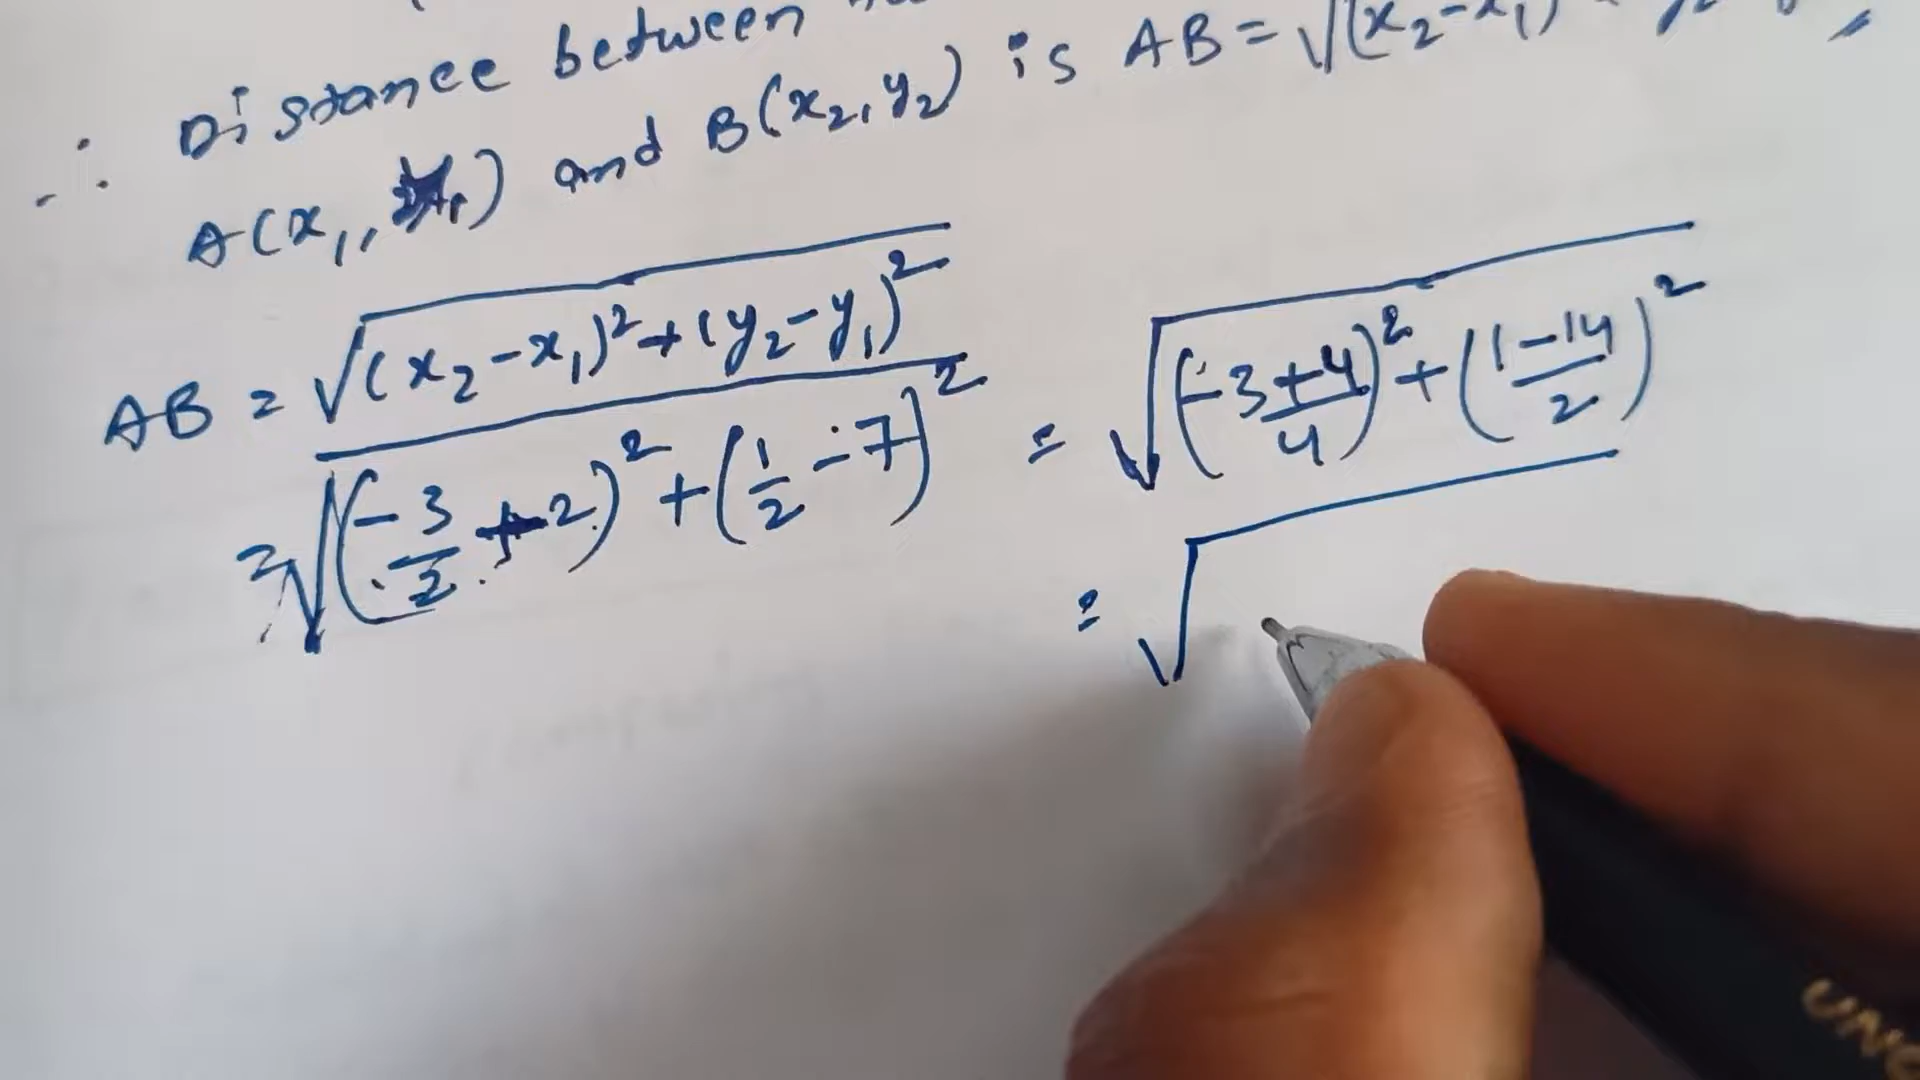 ∴ Distance between
A(x₁, y₁) and B(x₂, y₂) is AB = √(x₂-x₁)
AB = √(x₂-x₁)²+(y₂-y₁)²
= √(-3/2 + 2)² + (1/2 - 7)² = √(-3+4/4)² + (1-14/2)²
= √
UNO